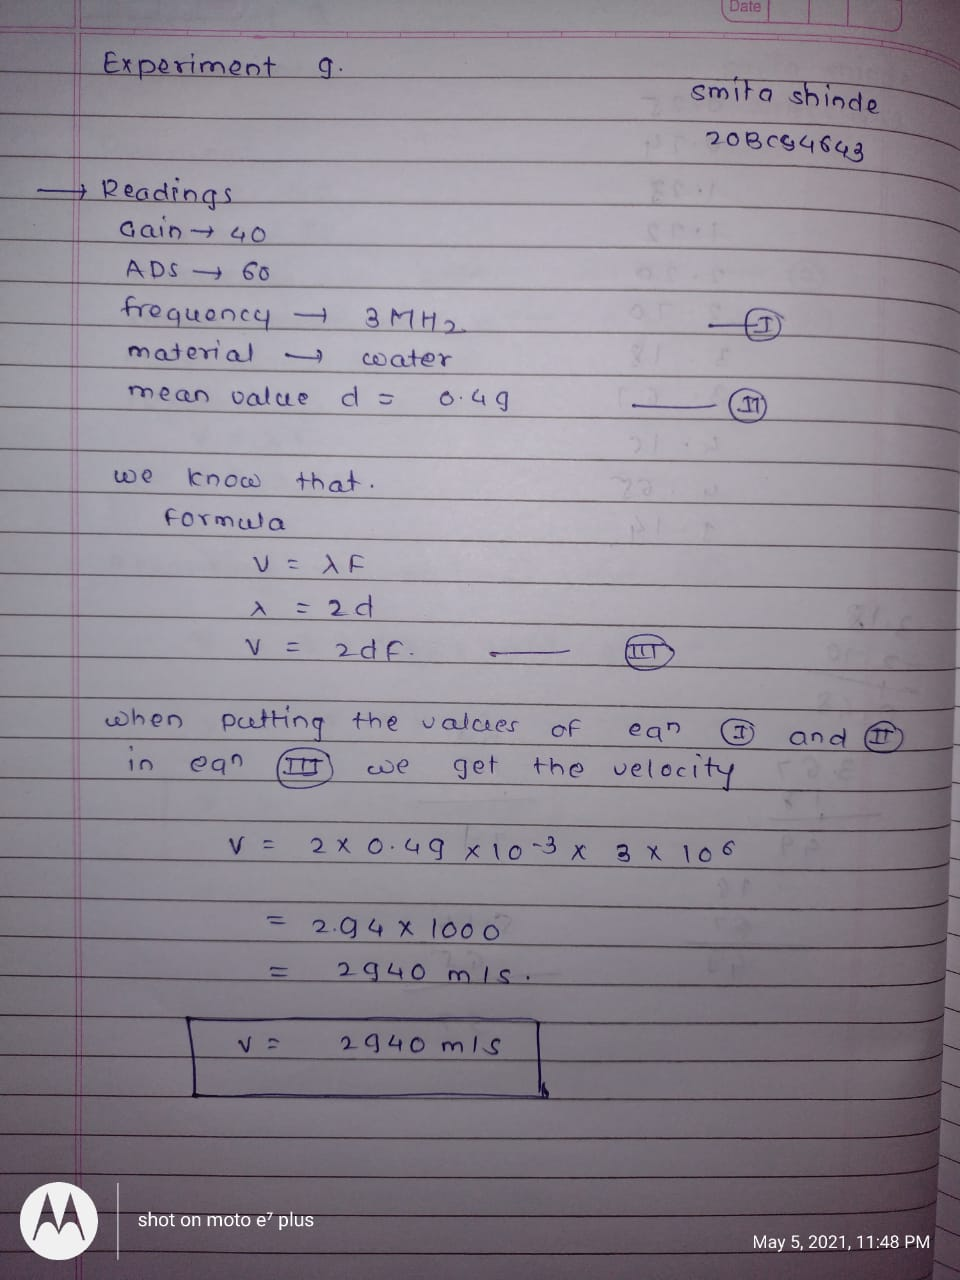 Date
Experiment 9.
Smita shinde
20BCS4643
→ Readings
Gain → 40
ADS → 60
frequency → 3 MHz —(I)
material → water
mean value d = 0.49 —(II)
we know that.
Formula
V = λF
λ = 2d
V = 2df. —(III)
when putting the values of eqn (I) and (II)
in eqn (III) we get the velocity
V = 2 x 0.49 x 10⁻³ x 3 x 10⁶
= 2.94 x 1000
= 2940 m/s.
V = 2940 m/s
shot on moto e⁷ plus
May 5, 2021, 11:48 PM